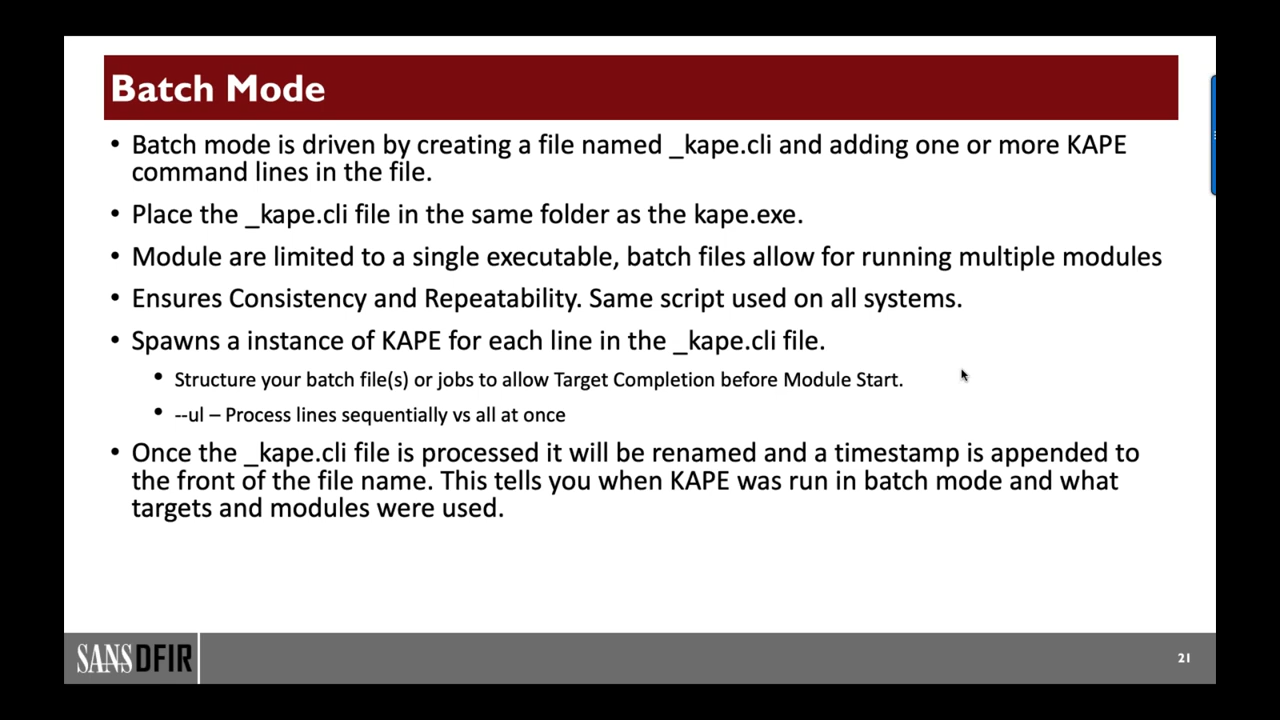 Batch Mode
• Batch mode is driven by creating a file named _kape.cli and adding one or more KAPE
command lines in the file.
• Place the _kape.cli file in the same folder as the kape.exe.
• Module are limited to a single executable, batch files allow for running multiple modules
• Ensures Consistency and Repeatability. Same script used on all systems.
• Spawns a instance of KAPE for each line in the _kape.cli file.
• Structure your batch file(s) or jobs to allow Target Completion before Module Start.
• --ul – Process lines sequentially vs all at once
• Once the _kape.cli file is processed it will be renamed and a timestamp is appended to
the front of the file name. This tells you when KAPE was run in batch mode and what
targets and modules were used.
SANS DFIR
21